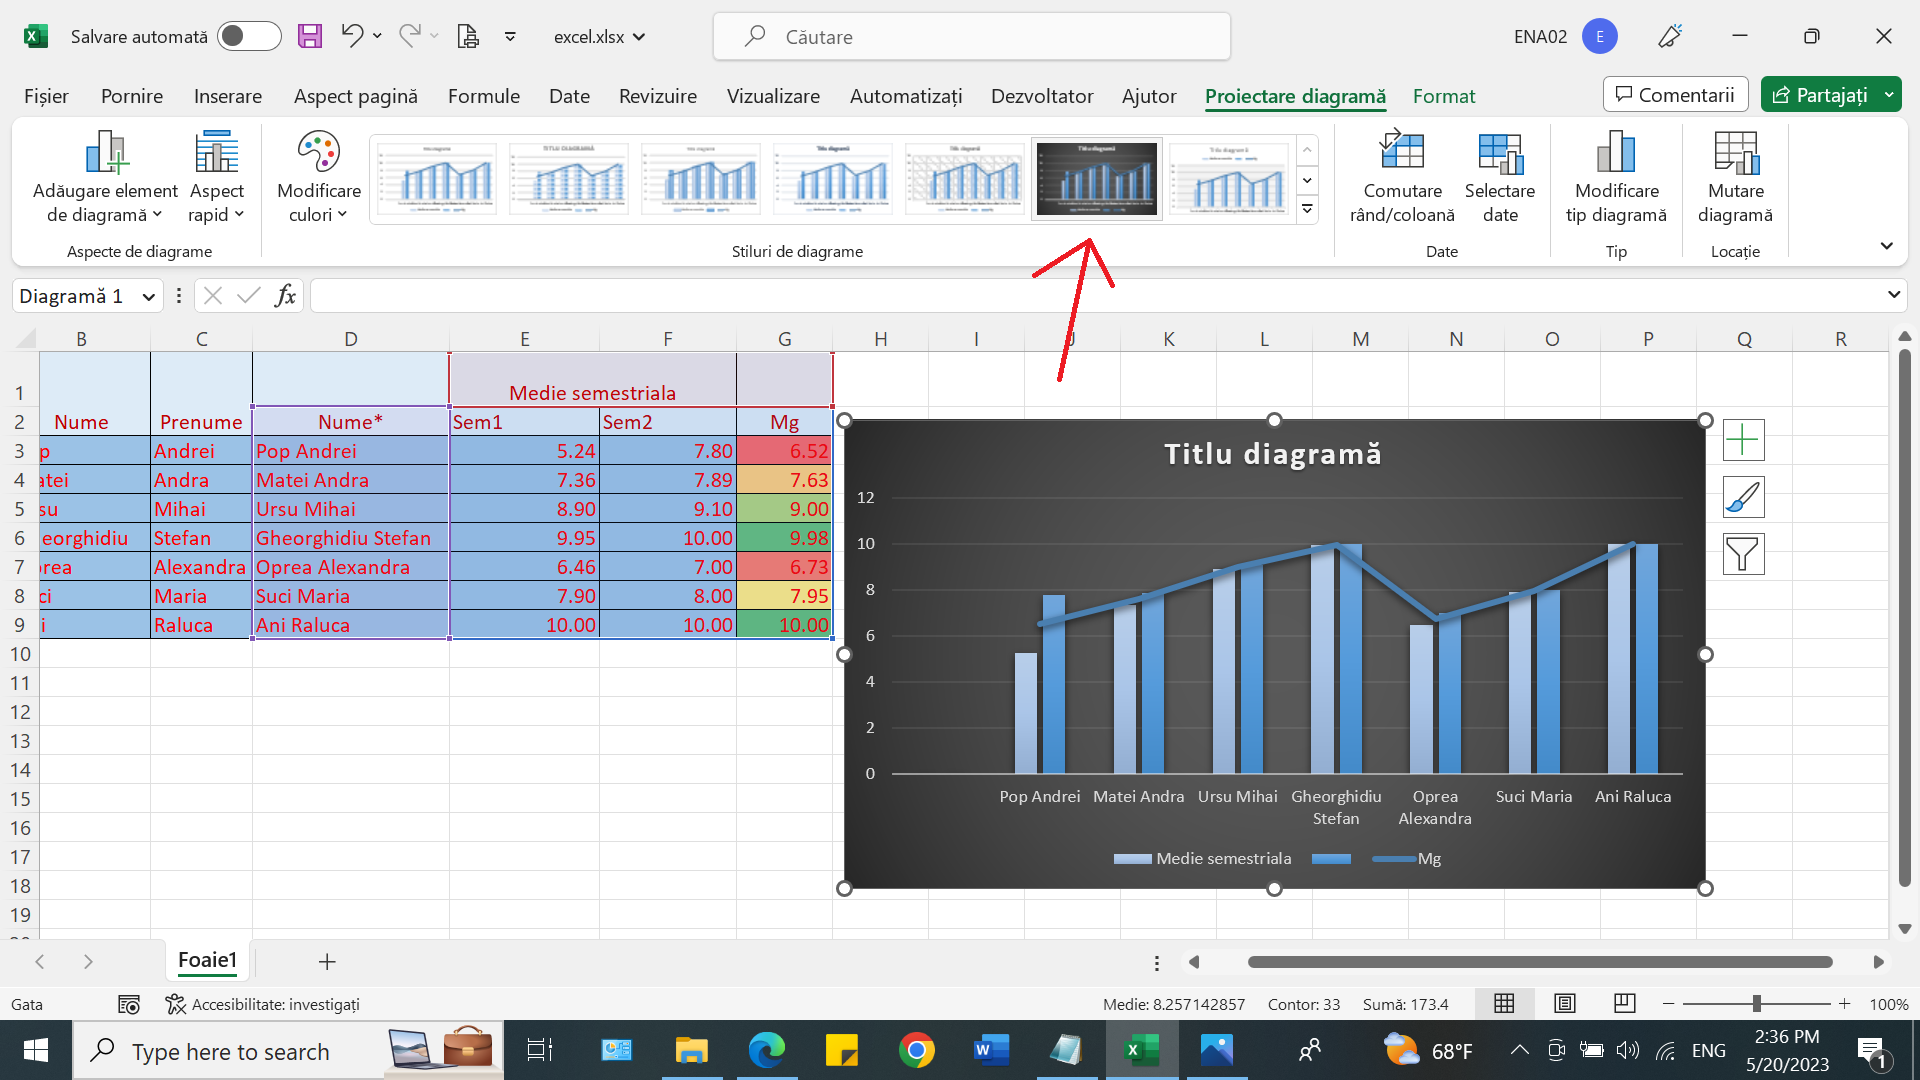 Salvare automată
excel.xlsx
Căutare
ENA02
E
Fișier Pornire Inserare Aspect pagină Formule Date Revizuire Vizualizare Automatizați Dezvoltator Ajutor Proiectare diagramă Format
Comentarii
Partajați
Adăugare element
de diagramă
Aspect
rapid
Modificare
culori
Comutare
rând/coloană
Selectare
date
Modificare
tip diagramă
Mutare
diagramă
Aspecte de diagrame
Stiluri de diagrame
Date
Tip
Locație
Diagramă 1
fx
B C D E F G H I J K L M N O P Q R
1 Medie semestriala
2 Nume Prenume Nume* Sem1 Sem2 Mg
3 p Andrei Pop Andrei 5.24 7.80 6.52
4 atei Andra Matei Andra 7.36 7.89 7.63
5 su Mihai Ursu Mihai 8.90 9.10 9.00
6 eorghidiu Stefan Gheorghidiu Stefan 9.95 10.00 9.98
7 rea Alexandra Oprea Alexandra 6.46 7.00 6.73
8 ci Maria Suci Maria 7.90 8.00 7.95
9 i Raluca Ani Raluca 10.00 10.00 10.00
10
11
12
13
14
15
16
17
18
19
Titlu diagramă
12
10
8
6
4
2
0
Pop Andrei Matei Andra Ursu Mihai Gheorghidiu Stefan Oprea Alexandra Suci Maria Ani Raluca
Medie semestriala Mg
Foaie1
Gata
Accesibilitate: investigați
Medie: 8.257142857 Contor: 33 Sumă: 173.4
100%
Type here to search
68°F
ENG
2:36 PM
5/20/2023
1